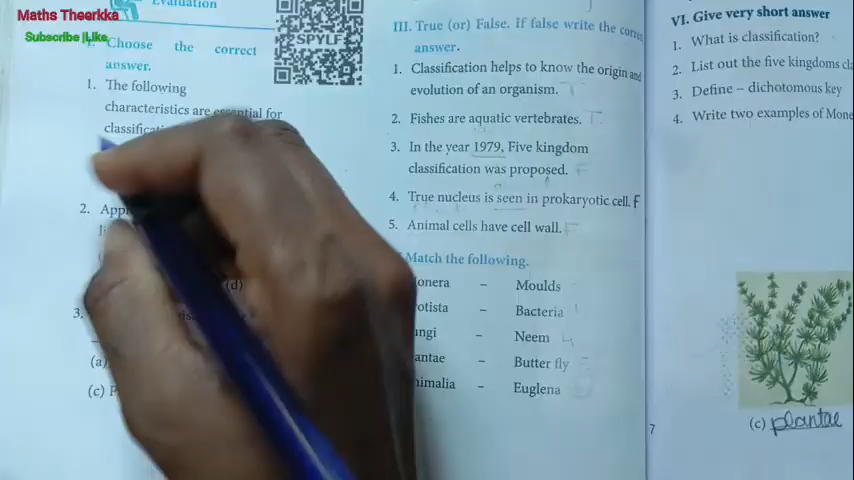 Maths Theerkka
Subscribe |Like
Evaluation
I. Choose the correct
answer.
1. The following
characteristics are essential for
2.
(d)
3.
(a)
(c) P
SPYLF
III. True (or) False. If false write the correc
answer.
1. Classification helps to know the origin and
evolution of an organism. T
2. Fishes are aquatic vertebrates. T
3. In the year 1979, Five kingdom
classification was proposed. F
4. True nucleus is seen in prokaryotic cell. F
5. Animal cells have cell wall. F
Match the following.
onera – Moulds
otista – Bacteria
ngi – Neem
antae – Butter fly
nimalia – Euglena
VI. Give very short answer
1. What is classification?
2. List out the five kingdoms cla
3. Define – dichotomous key
4. Write two examples of Mone
(c) plantae
7